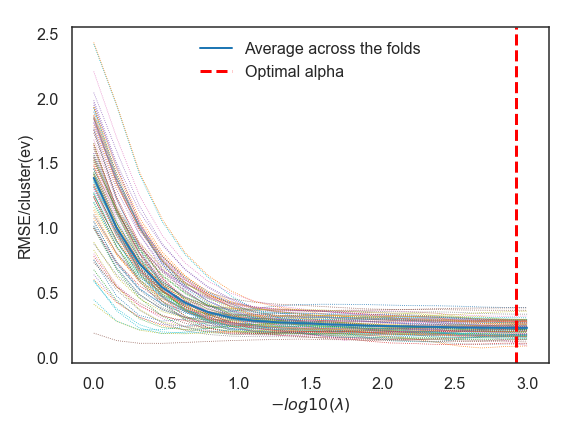 2.5
2.0
1.5
1.0
0.5
0.0
RMSE/cluster(ev)
Average across the folds
Optimal alpha
0.0 0.5 1.0 1.5 2.0 2.5 3.0
−log10(λ)